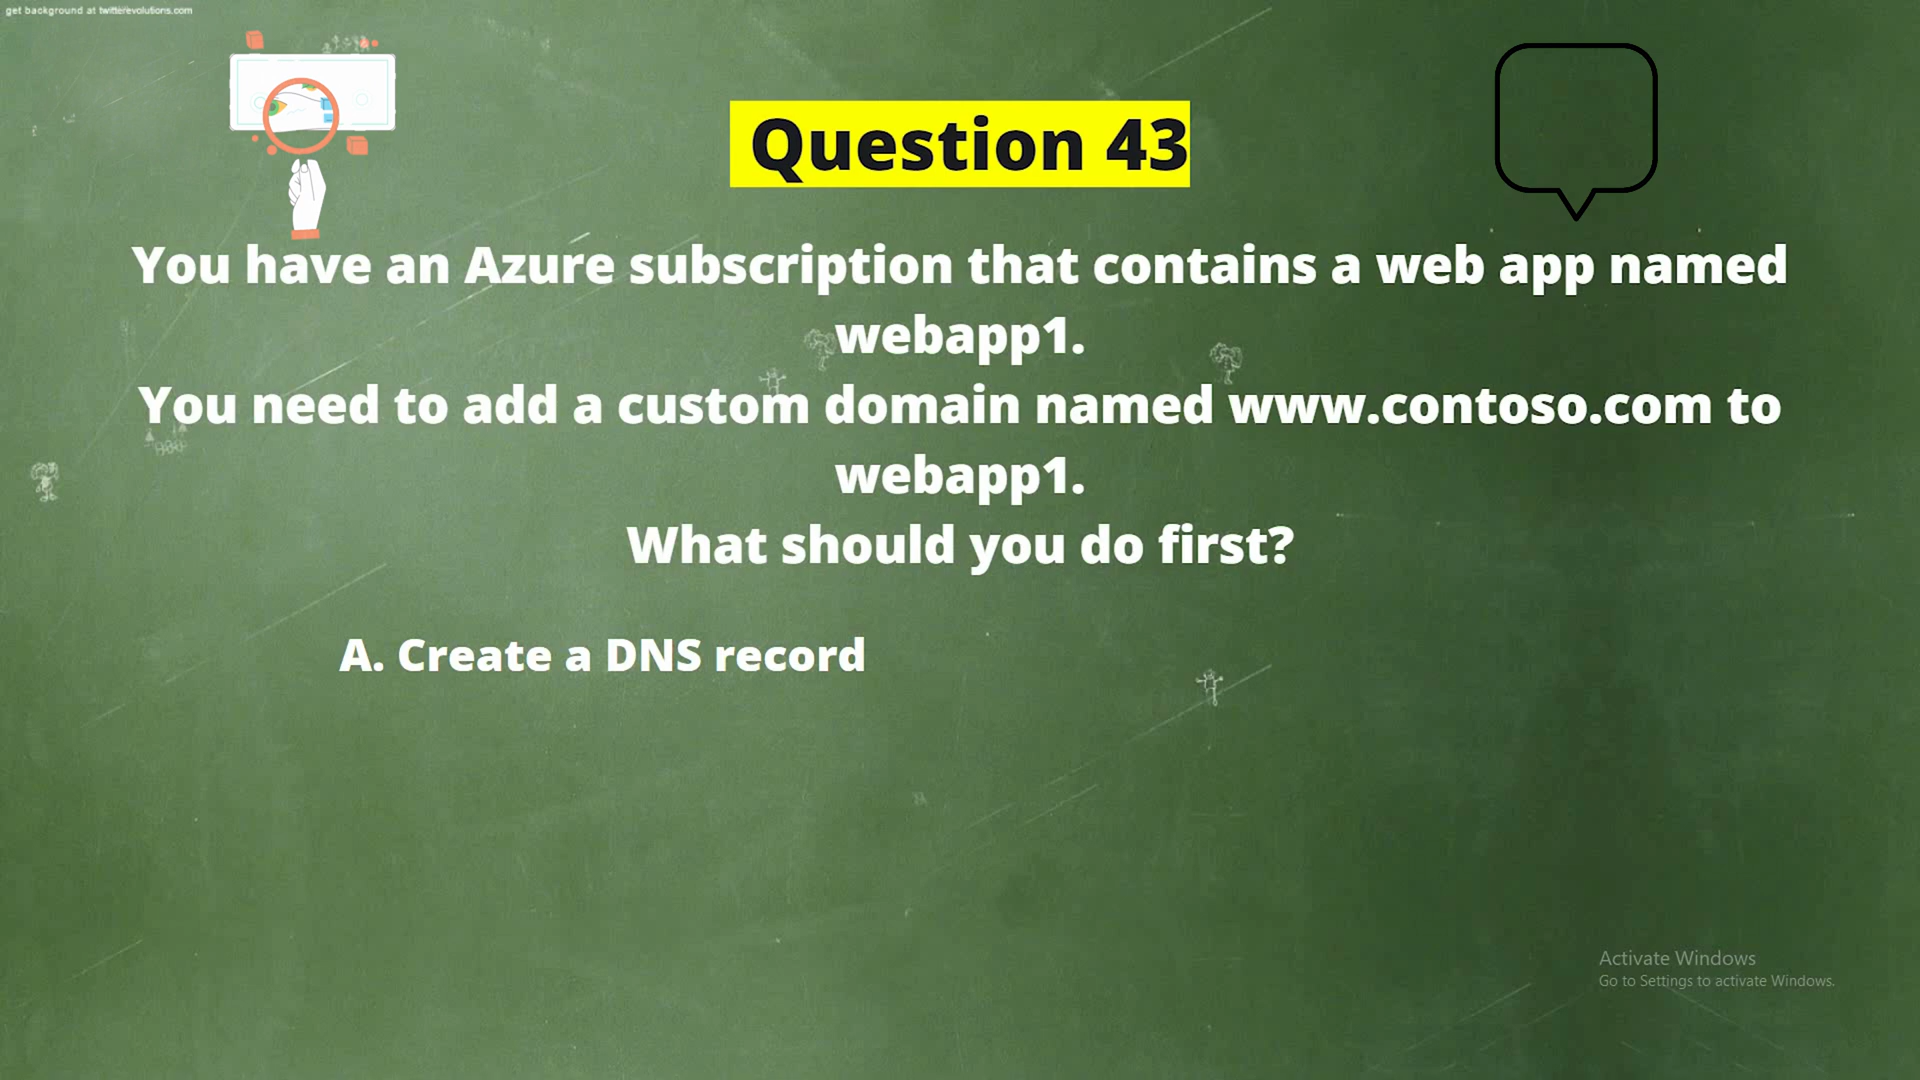 get background at twitterevolutions.com
Question 43
You have an Azure subscription that contains a web app named
webapp1.
You need to add a custom domain named www.contoso.com to
webapp1.
What should you do first?
A. Create a DNS record
Activate Windows
Go to Settings to activate Windows.